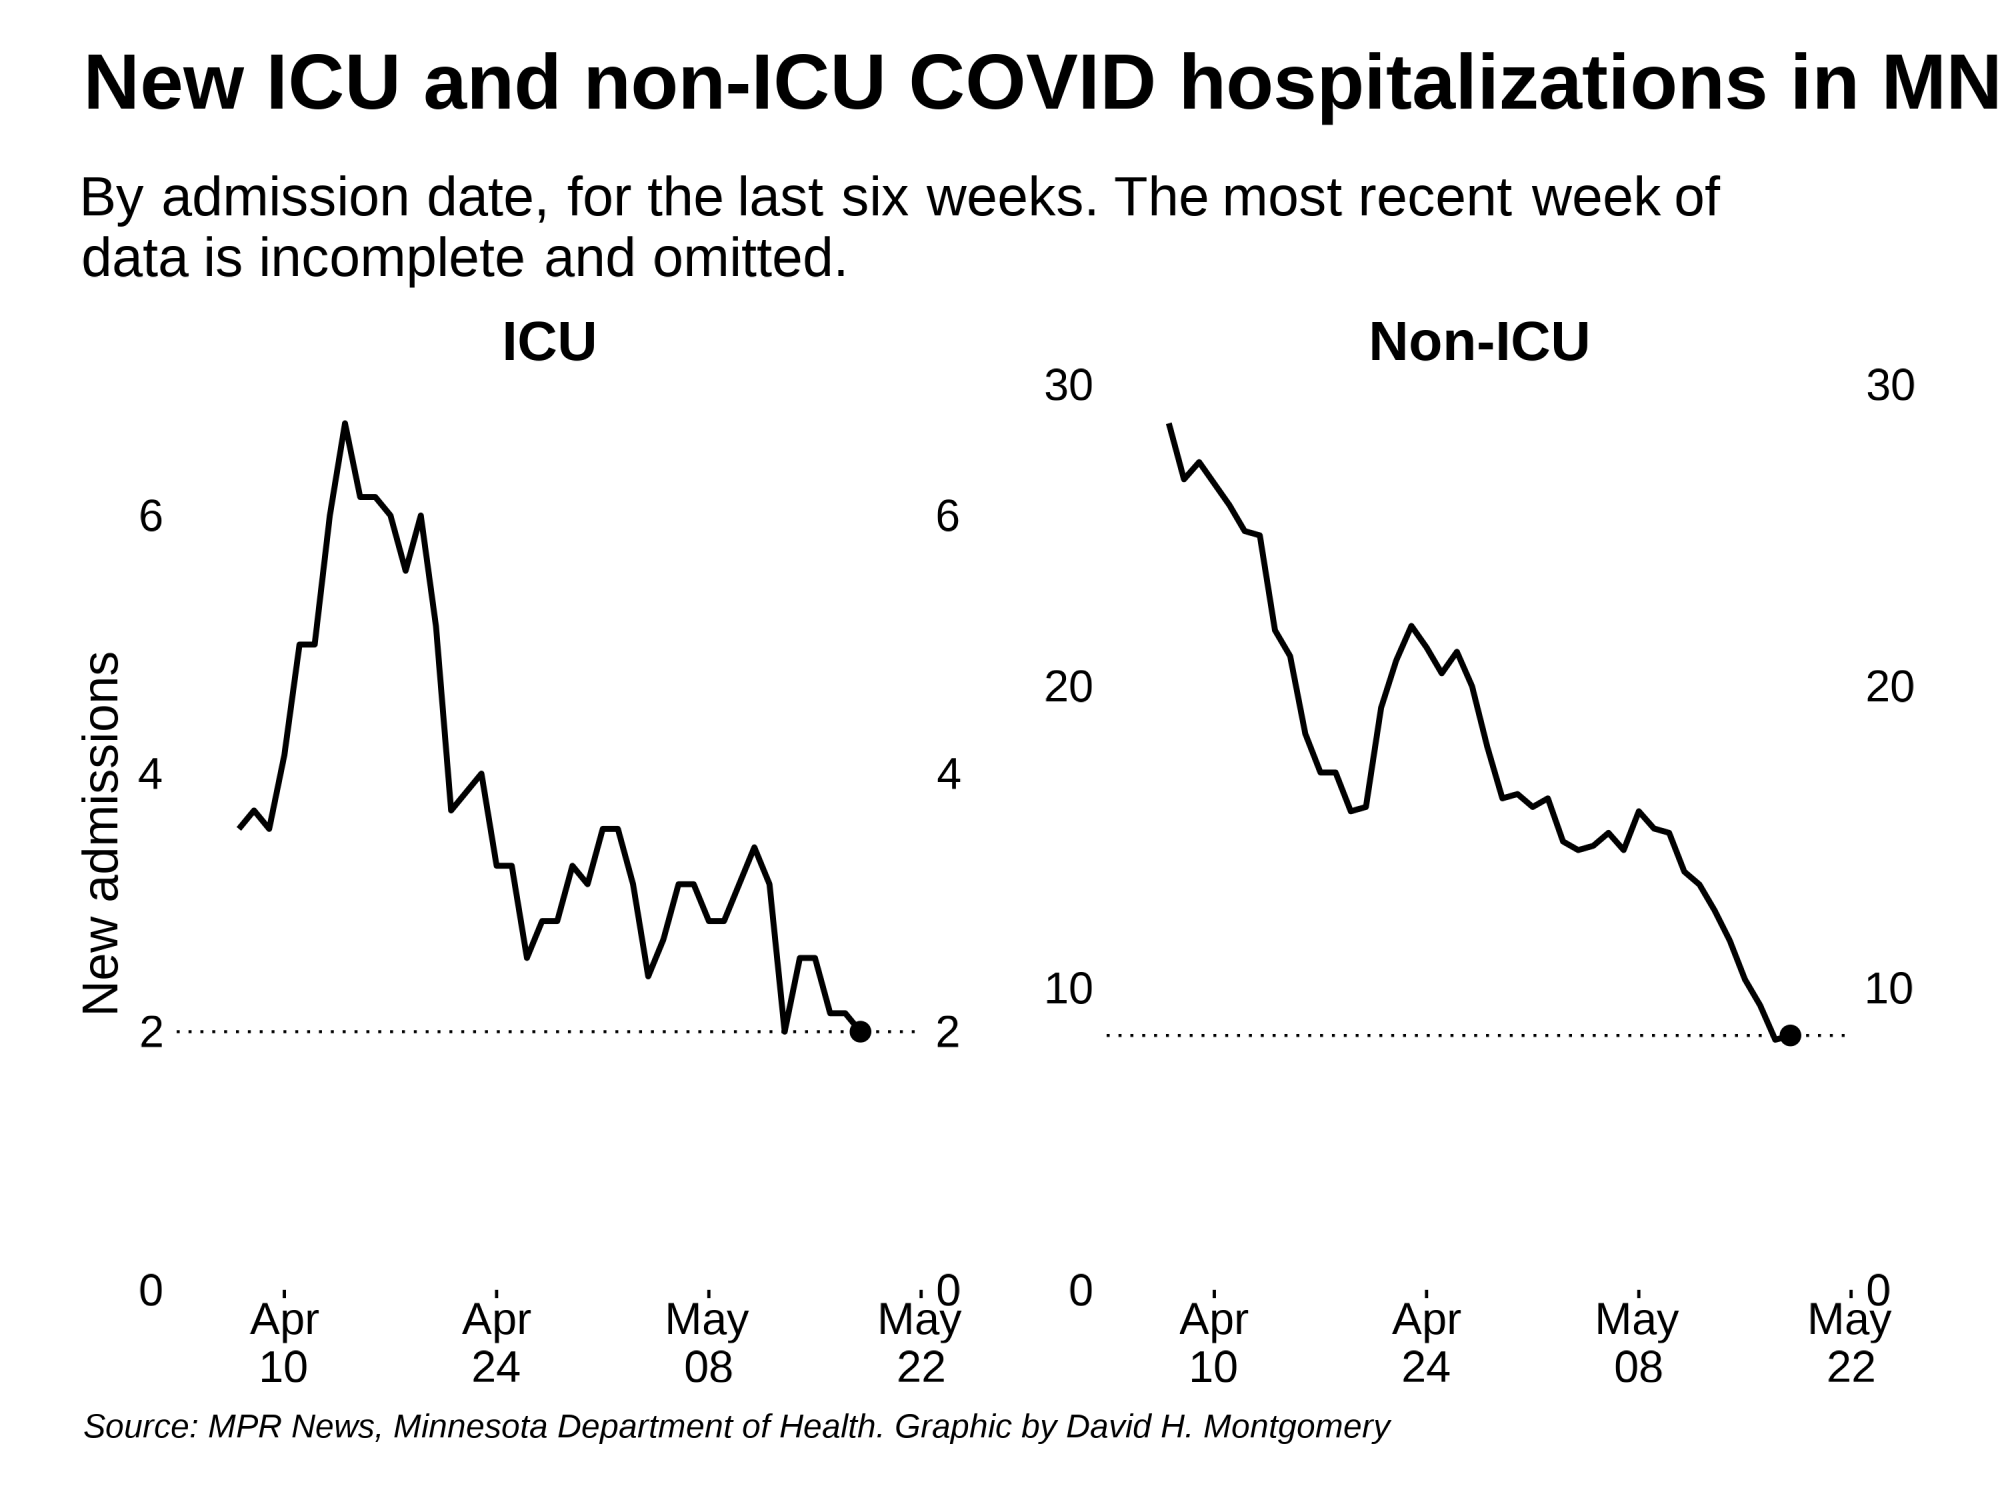 New ICU and non-ICU COVID hospitalizations in MN
By admission date, for the last six weeks. The most recent week of
data is incomplete and omitted.
ICU
Non-ICU
New admissions
6
4
2
0
6
4
2
0
Apr
10
Apr
24
May
08
May
22
30
20
10
0
30
20
10
0
Apr
10
Apr
24
May
08
May
22
Source: MPR News, Minnesota Department of Health. Graphic by David H. Montgomery